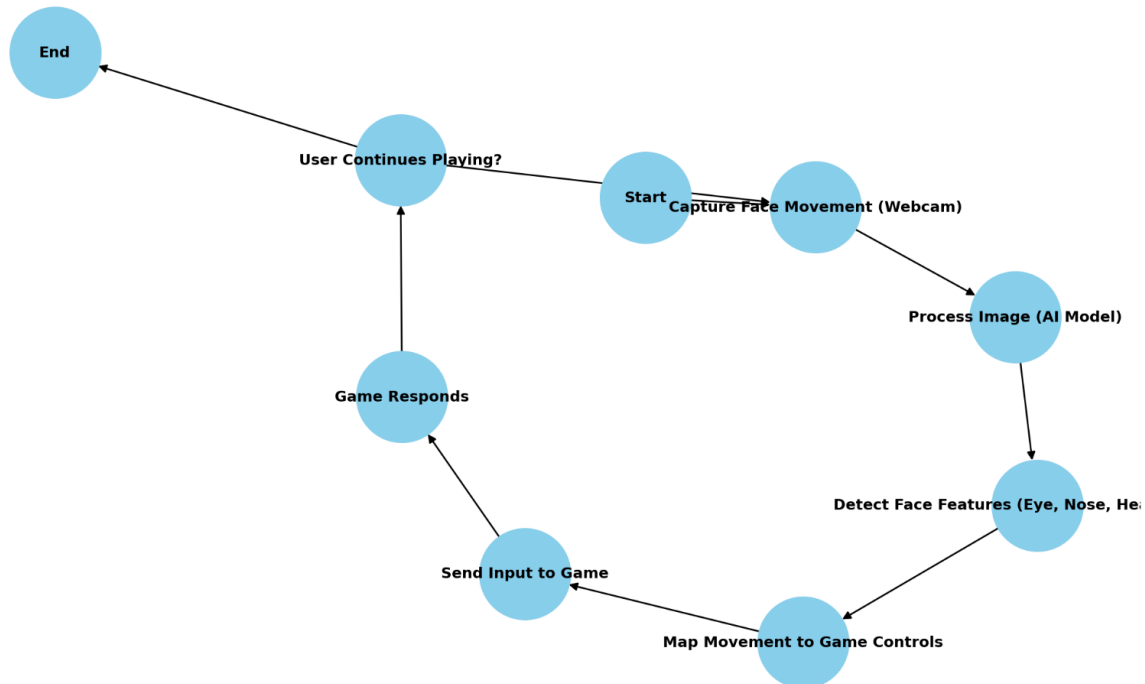 End
User Continues Playing?
Start
Capture Face Movement (Webcam)
Process Image (AI Model)
Game Responds
Detect Face Features (Eye, Nose,
Send Input to Game
Map Movement to Game Controls